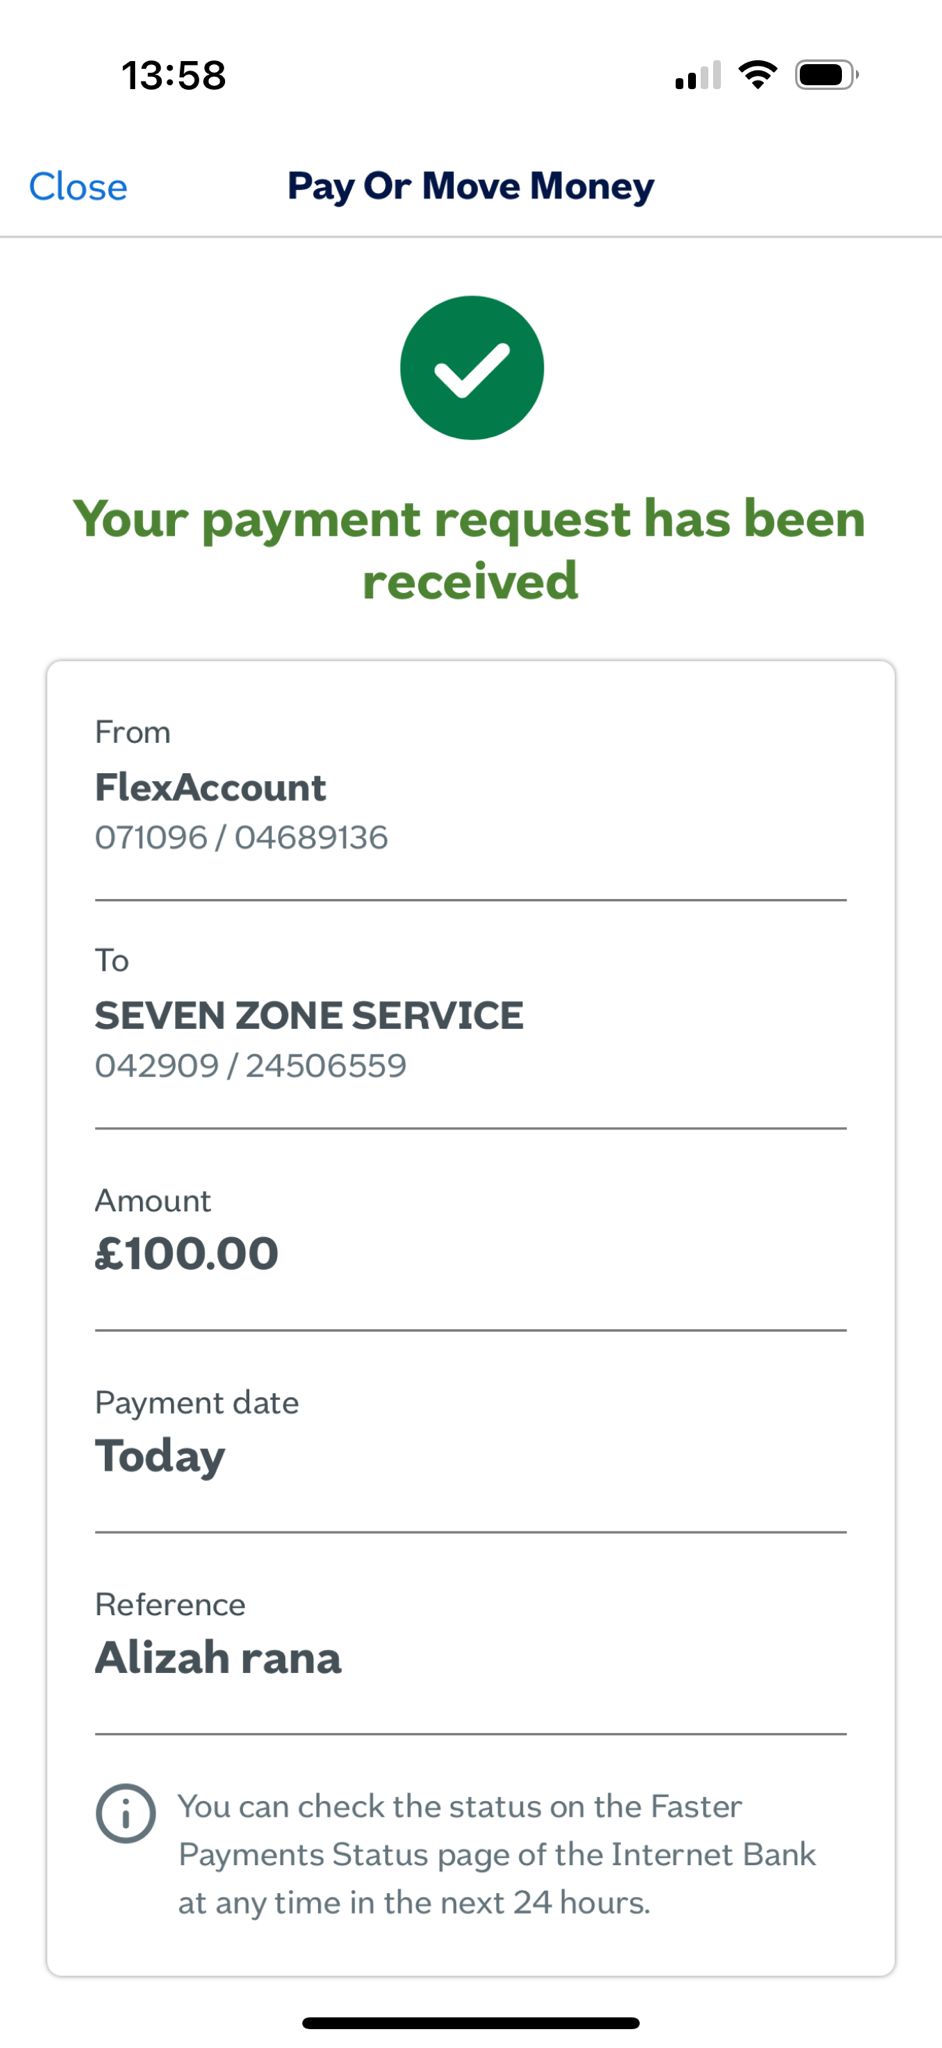 13:58
Close
Pay Or Move Money
Your payment request has been
received
From
FlexAccount
071096 / 04689136
To
SEVEN ZONE SERVICE
042909 / 24506559
Amount
£100.00
Payment date
Today
Reference
Alizah rana
You can check the status on the Faster
Payments Status page of the Internet Bank
at any time in the next 24 hours.